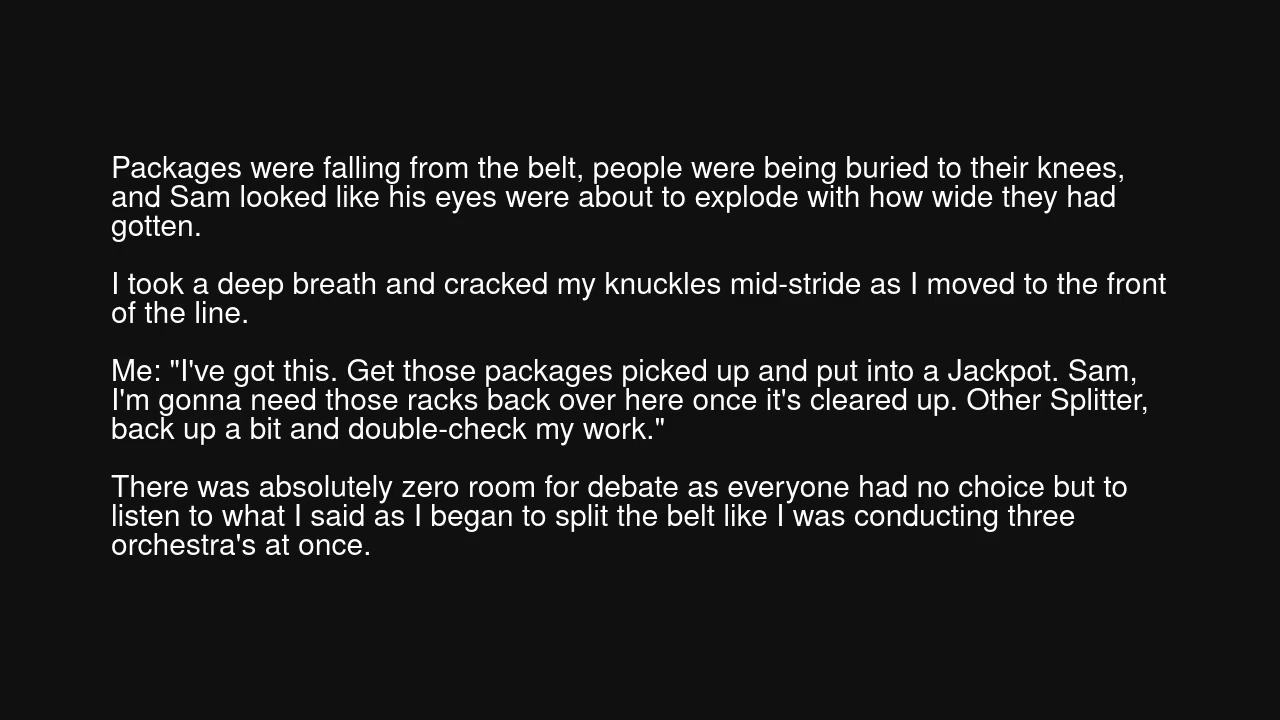 Packages were falling from the belt, people were being buried to their knees,
and Sam looked like his eyes were about to explode with how wide they had
gotten.
I took a deep breath and cracked my knuckles mid-stride as I moved to the front
of the line.
Me: "I've got this. Get those packages picked up and put into a Jackpot. Sam,
I'm gonna need those racks back over here once it's cleared up. Other Splitter,
back up a bit and double-check my work."
There was absolutely zero room for debate as everyone had no choice but to
listen to what I said as I began to split the belt like I was conducting three
orchestra's at once.